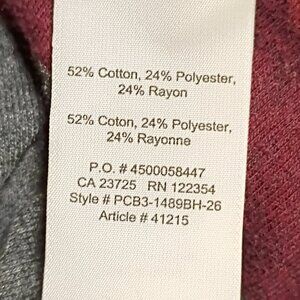 52% Cotton, 24% Polyester,
24% Rayon
52% Coton, 24% Polyester,
24% Rayonne
P.O. # 4500058447
CA 23725 RN 122354
Style # PCB3-1489BH-26
Article # 41215